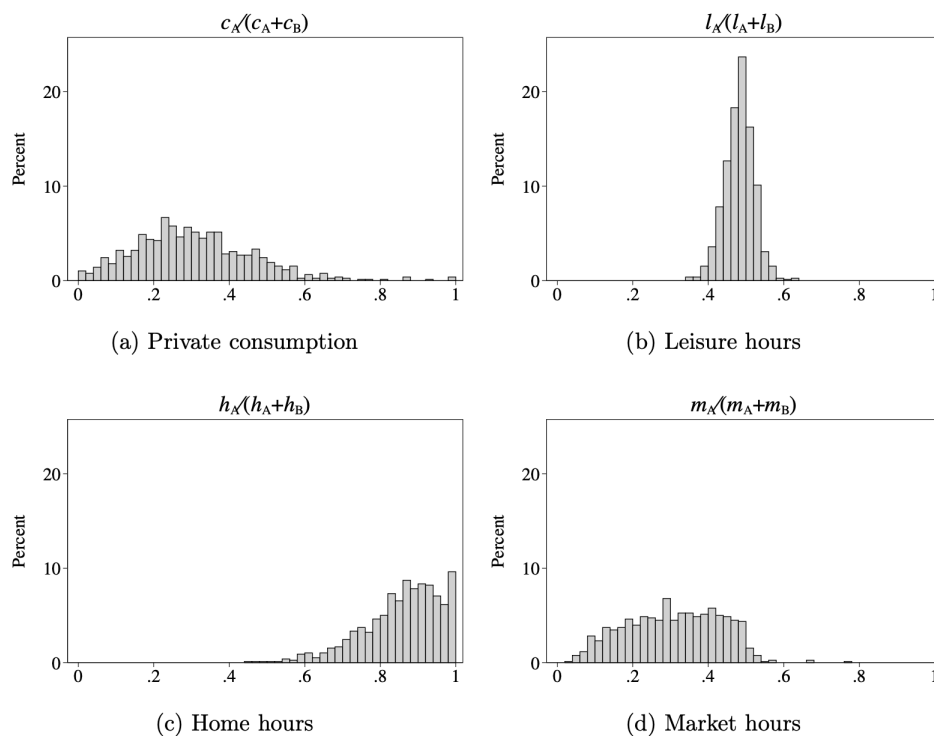 c_A/(c_A+c_B)
Percent
20
10
0
0 .2 .4 .6 .8 1
(a) Private consumption
l_A/(l_A+l_B)
Percent
20
10
0
0 .2 .4 .6 .8 1
(b) Leisure hours
h_A/(h_A+h_B)
Percent
20
10
0
0 .2 .4 .6 .8 1
(c) Home hours
m_A/(m_A+m_B)
Percent
20
10
0
0 .2 .4 .6 .8 1
(d) Market hours